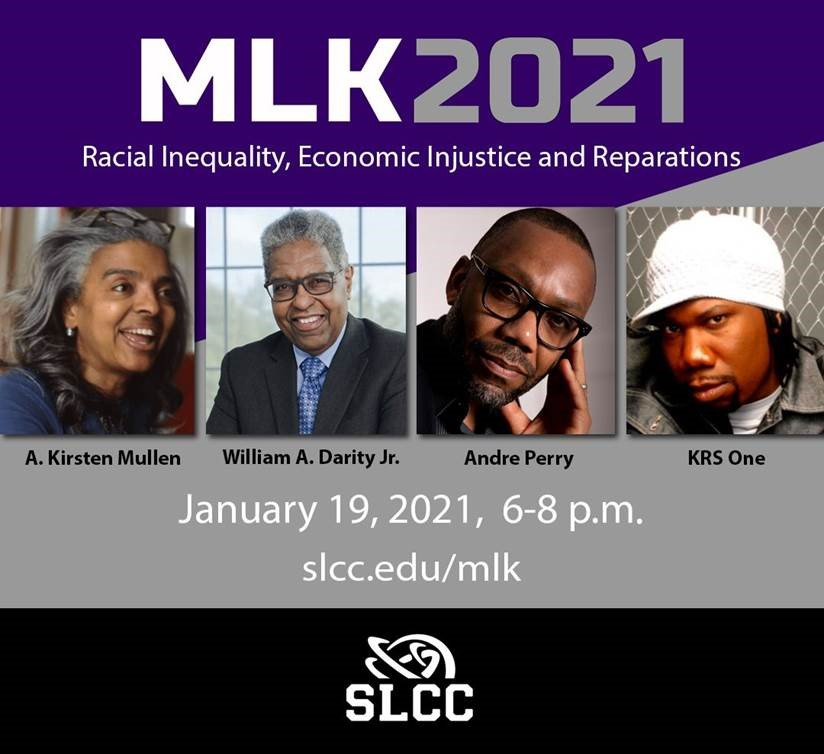 MLK2021
Racial Inequality, Economic Injustice and Reparations
A. Kirsten Mullen
William A. Darity Jr.
Andre Perry
KRS One
January 19, 2021, 6-8 p.m.
slcc.edu/mlk
SLCC